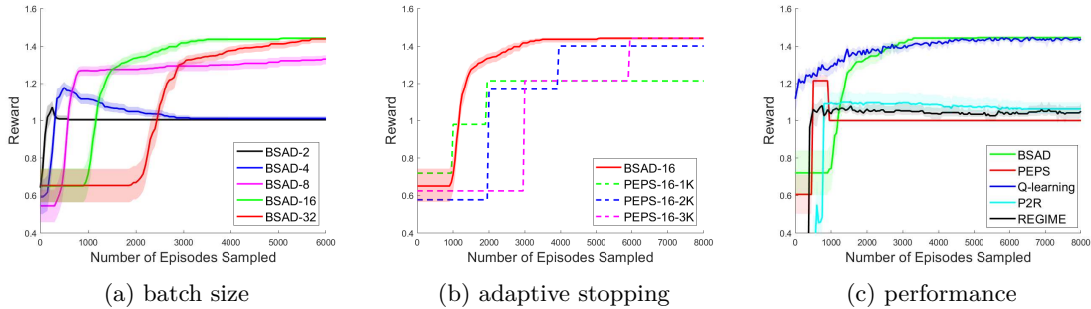 1.6
1.4
1.2
1
0.8
0.6
0.4
Reward
0 1000 2000 3000 4000 5000 6000
Number of Episodes Sampled
BSAD-2
BSAD-4
BSAD-8
BSAD-16
BSAD-32
(a) batch size
1.6
1.4
1.2
1
0.8
0.6
0.4
Reward
0 1000 2000 3000 4000 5000 6000 7000 8000
Number of Episodes Sampled
BSAD-16
PEPS-16-1K
PEPS-16-2K
PEPS-16-3K
(b) adaptive stopping
1.6
1.4
1.2
1
0.8
0.6
0.4
Reward
0 1000 2000 3000 4000 5000 6000 7000 8000
Number of Episodes Sampled
BSAD
PEPS
Q-learning
P2R
REGIME
(c) performance